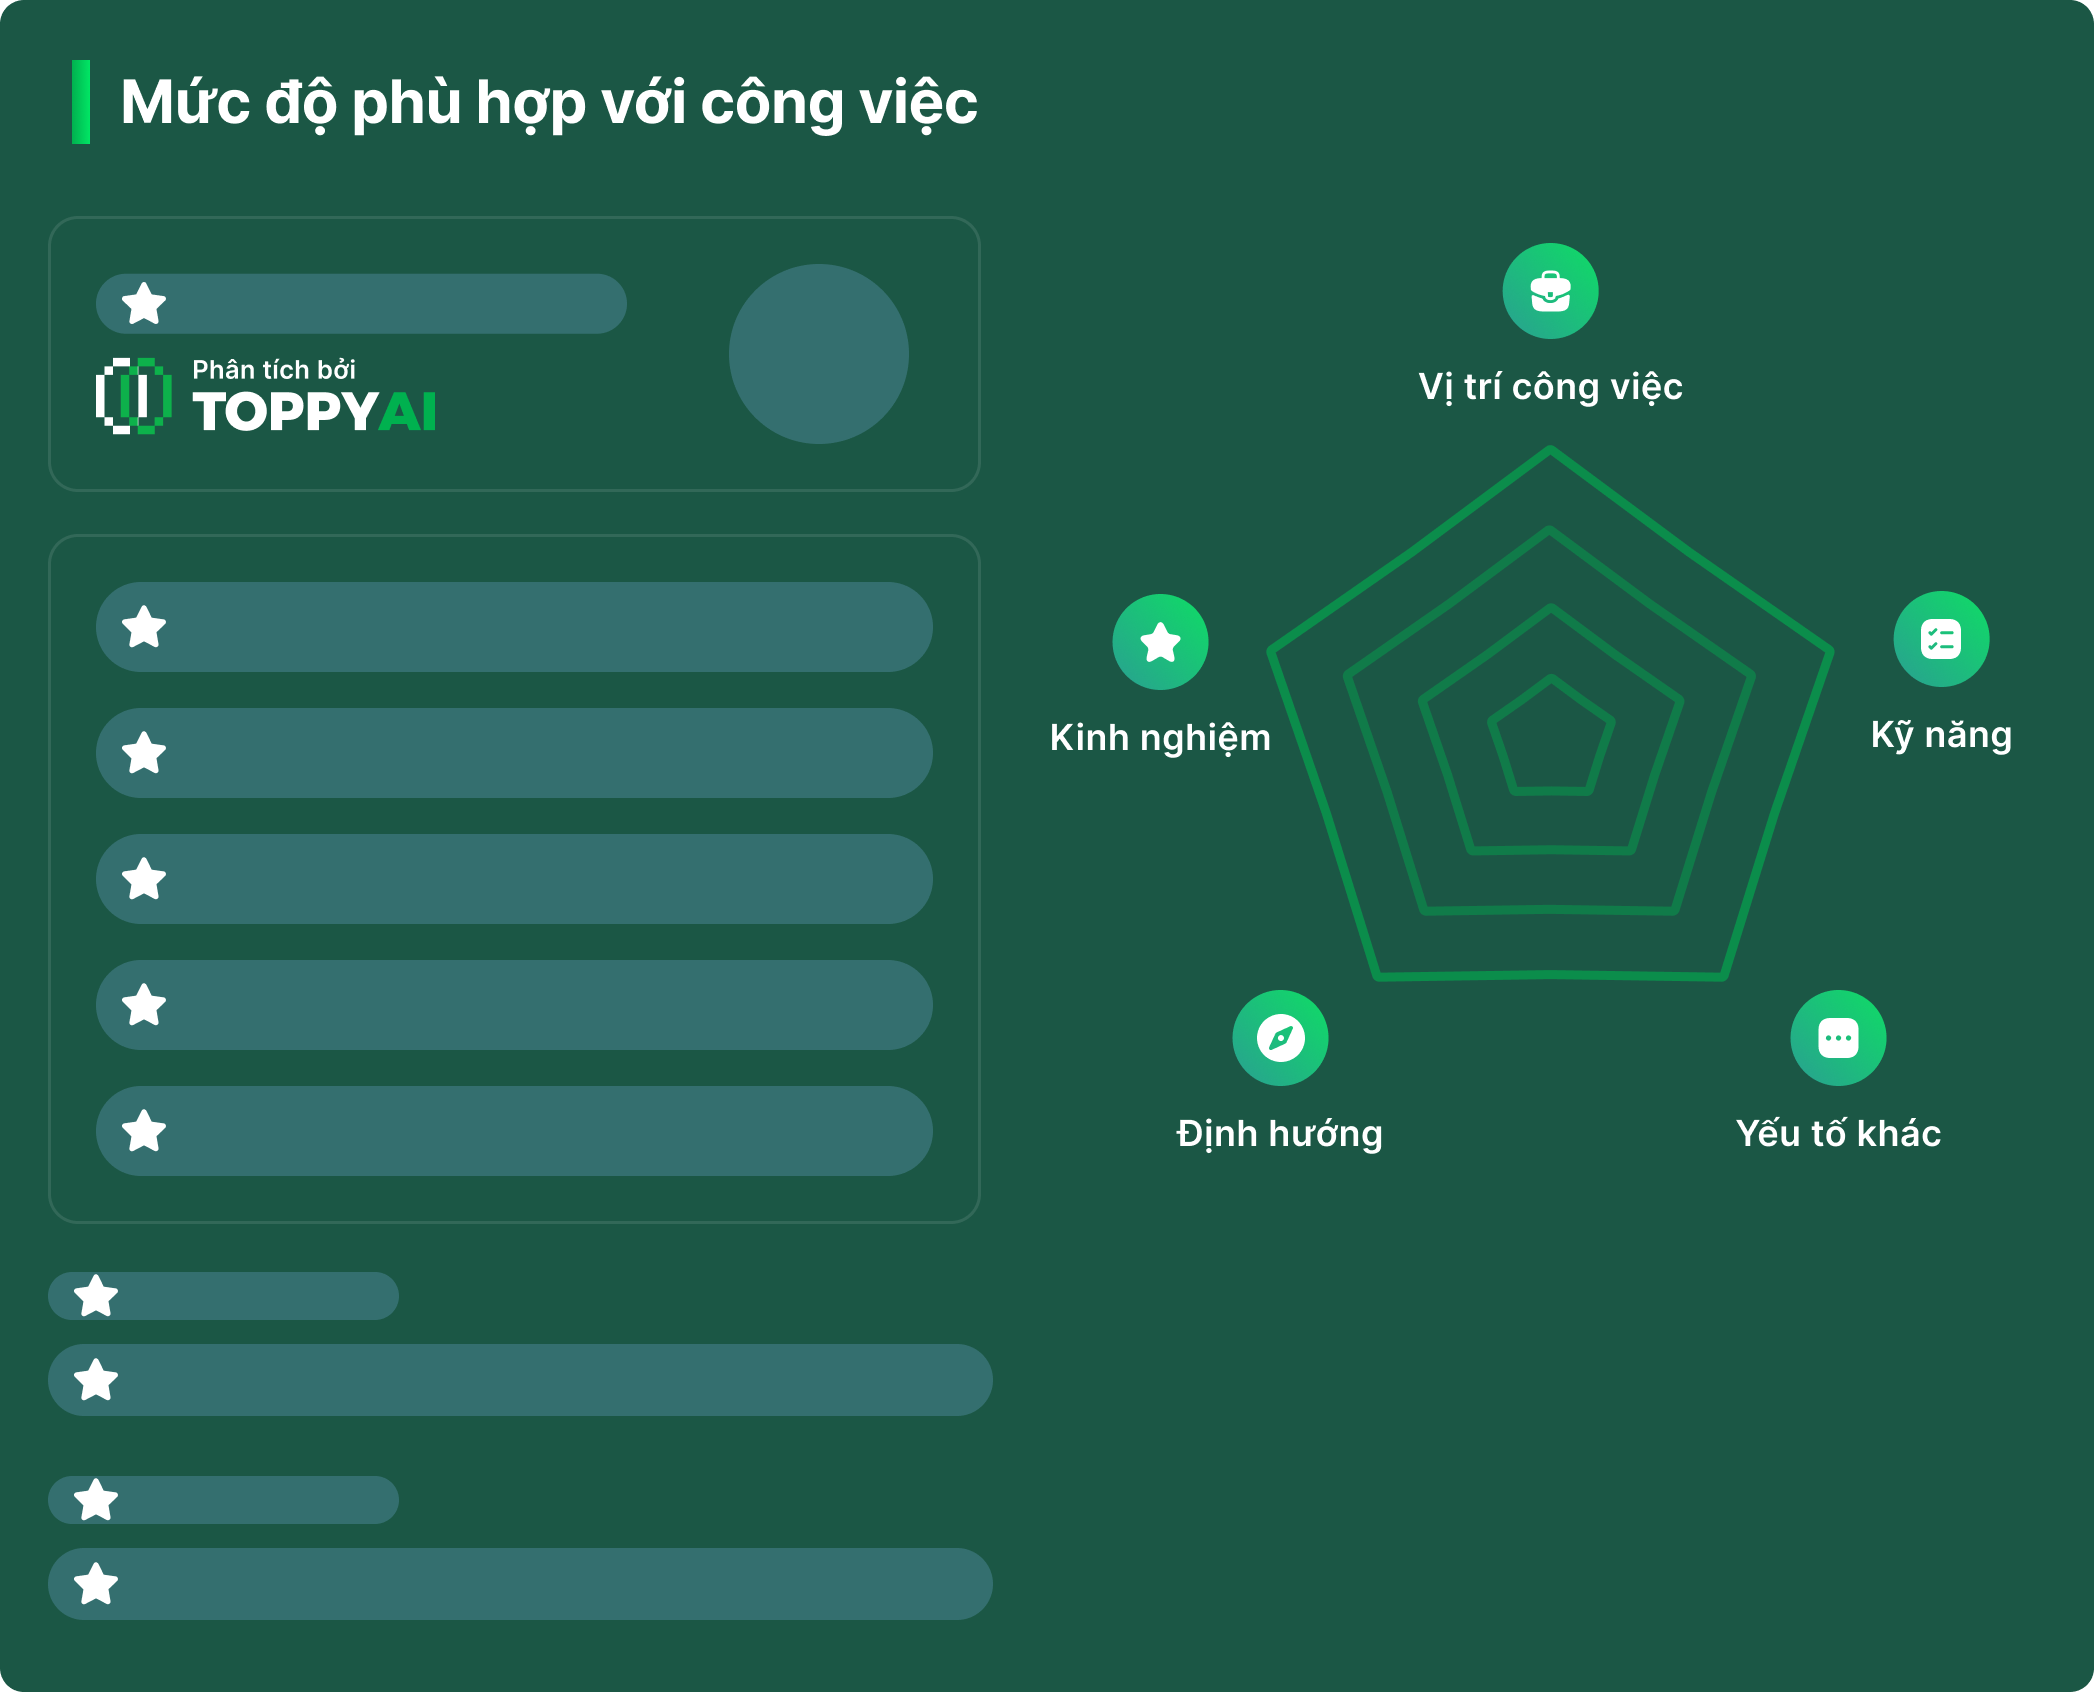 Mức độ phù hợp với công việc
Phân tích bởi
TOPPYAI
Vị trí công việc
Kinh nghiệm
Kỹ năng
Định hướng
Yếu tố khác